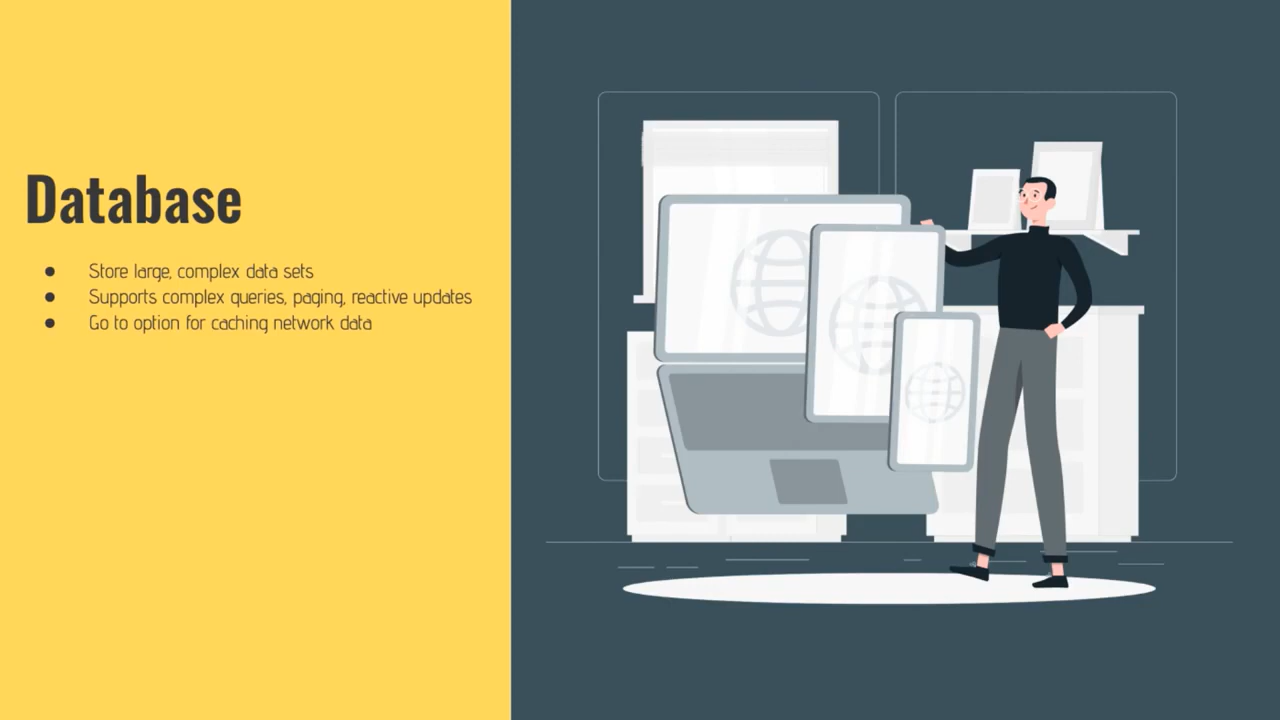 Database
● Store large, complex data sets
● Supports complex queries, paging, reactive updates
● Go to option for caching network data